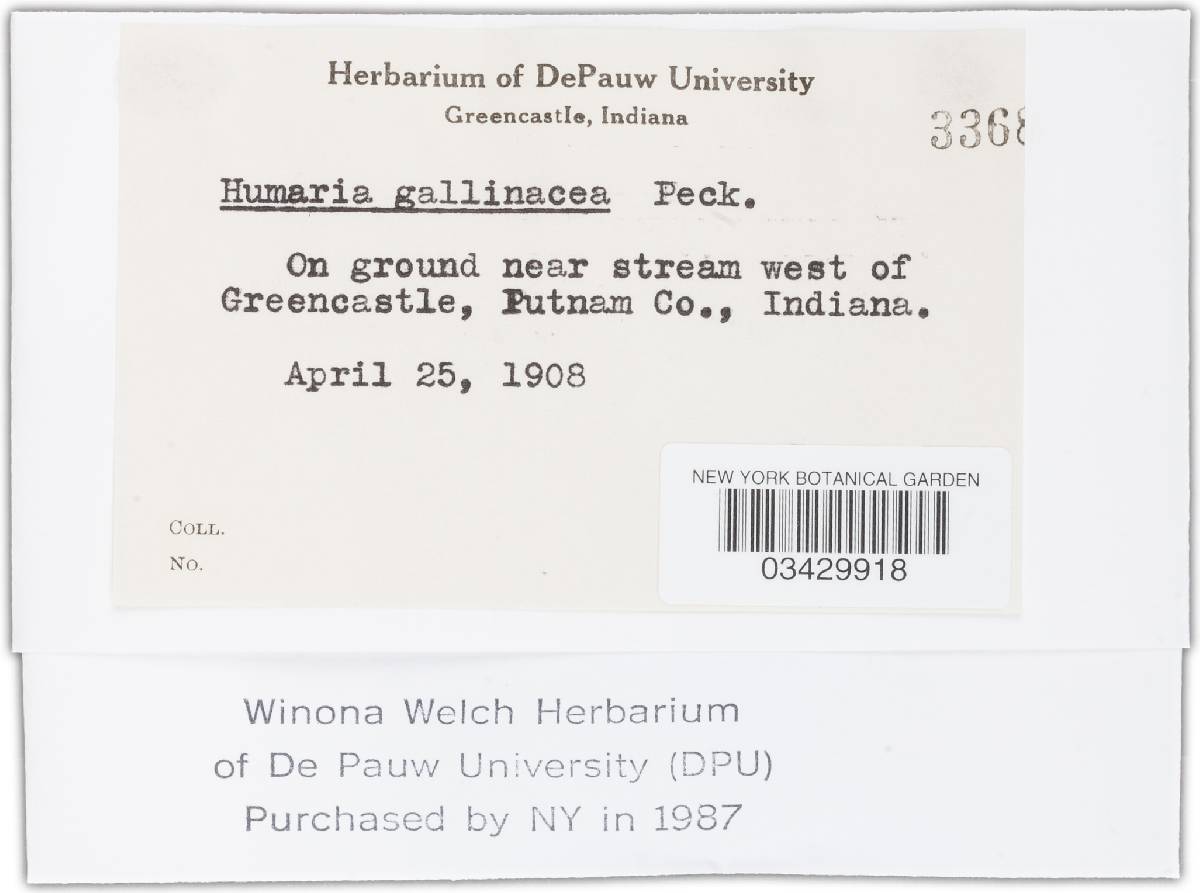 Herbarium of DePauw University
Greencastle, Indiana
3368
Humaria gallinacea Peck.
On ground near stream west of
Greencastle, Putnam Co., Indiana.
April 25, 1908
COLL.
NO.
NEW YORK BOTANICAL GARDEN
03429918
Winona Welch Herbarium
of De Pauw University (DPU)
Purchased by NY in 1987